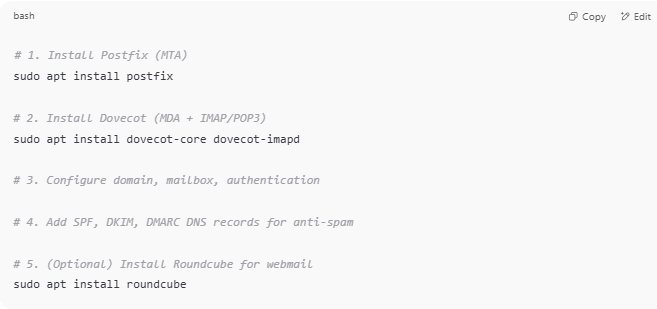 bash
Copy
Edit
# 1. Install Postfix (MTA)
sudo apt install postfix
# 2. Install Dovecot (MDA + IMAP/POP3)
sudo apt install dovecot-core dovecot-imapd
# 3. Configure domain, mailbox, authentication
# 4. Add SPF, DKIM, DMARC DNS records for anti-spam
# 5. (Optional) Install Roundcube for webmail
sudo apt install roundcube